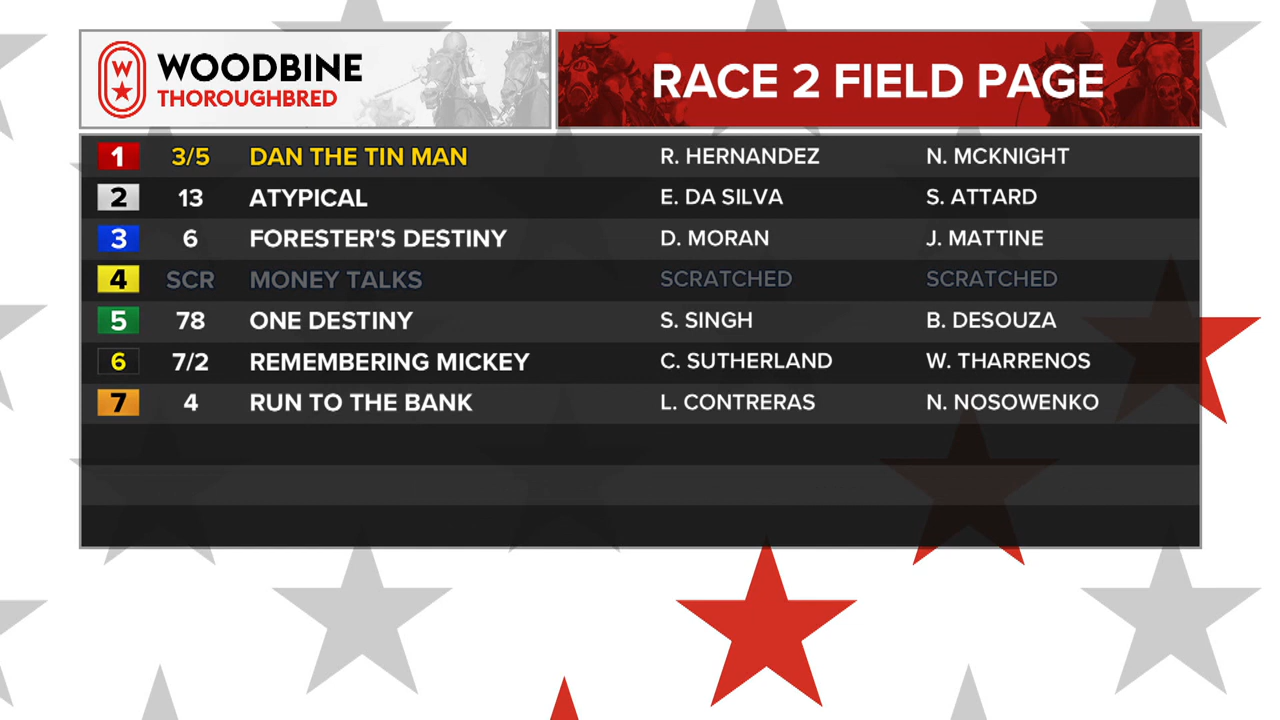 W
WOODBINE
THOROUGHBRED
RACE 2 FIELD PAGE
1 3/5 DAN THE TIN MAN R. HERNANDEZ N. MCKNIGHT
2 13 ATYPICAL E. DA SILVA S. ATTARD
3 6 FORESTER'S DESTINY D. MORAN J. MATTINE
4 SCR MONEY TALKS SCRATCHED SCRATCHED
5 78 ONE DESTINY S. SINGH B. DESOUZA
6 7/2 REMEMBERING MICKEY C. SUTHERLAND W. THARRENOS
7 4 RUN TO THE BANK L. CONTRERAS N. NOSOWENKO